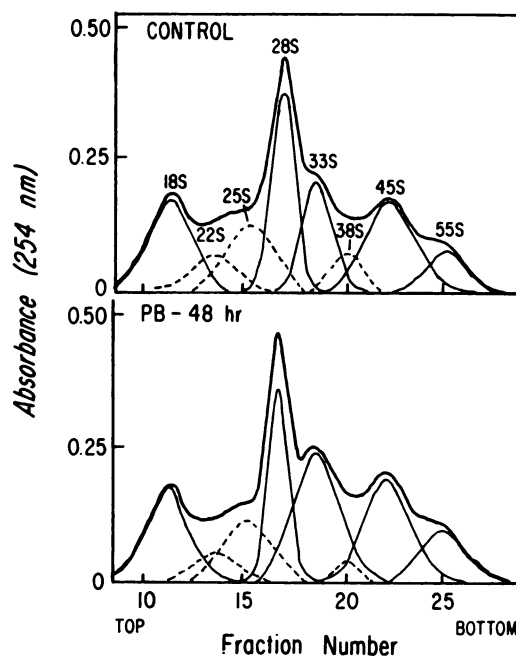 0.50
CONTROL
28S
0.25
18S
25S
33S
45S
22S
38S
55S
0
Absorbance (254 nm)
0.50
PB - 48 hr
0.25
0
10 15 20 25
TOP
BOTTOM
Fraction Number